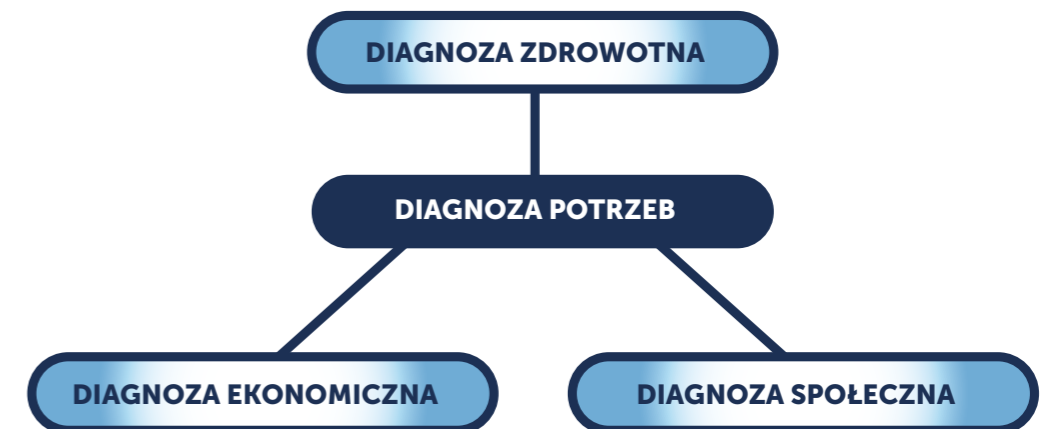 DIAGNOZA ZDROWOTNA
DIAGNOZA POTRZEB
DIAGNOZA EKONOMICZNA
DIAGNOZA SPOŁECZNA